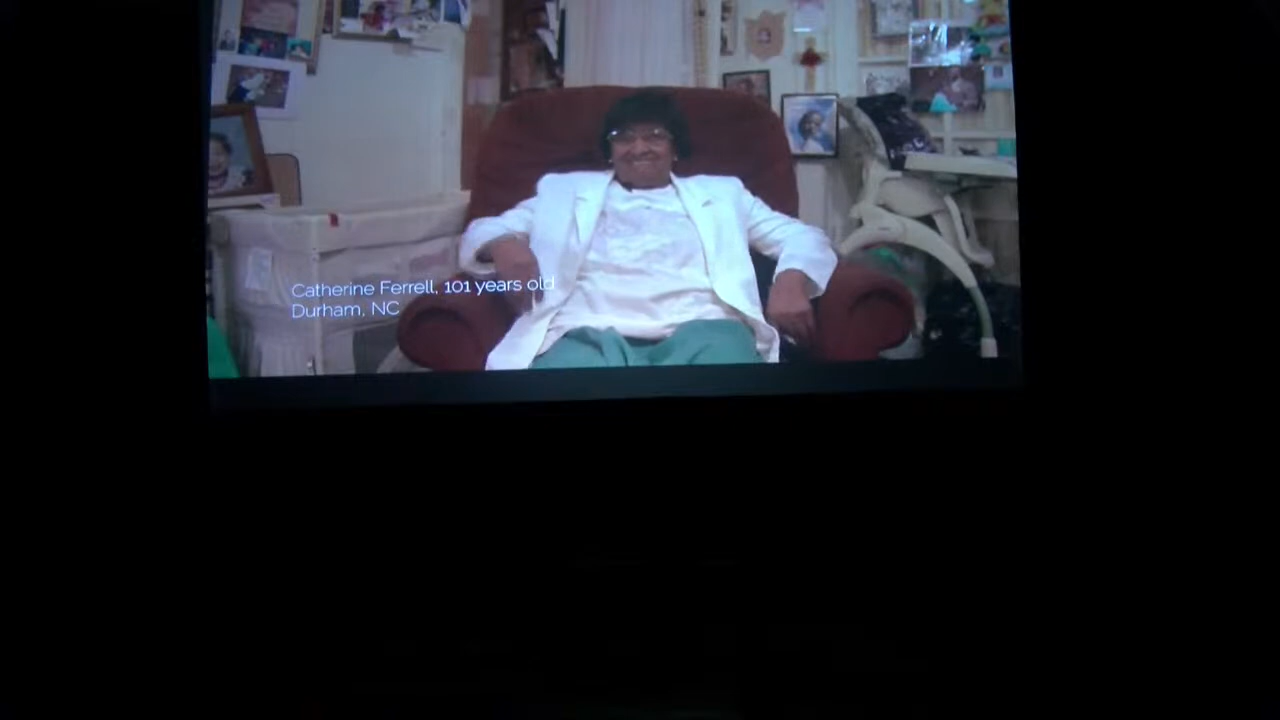 Catherine Ferrell, 101 years old
Durham, NC